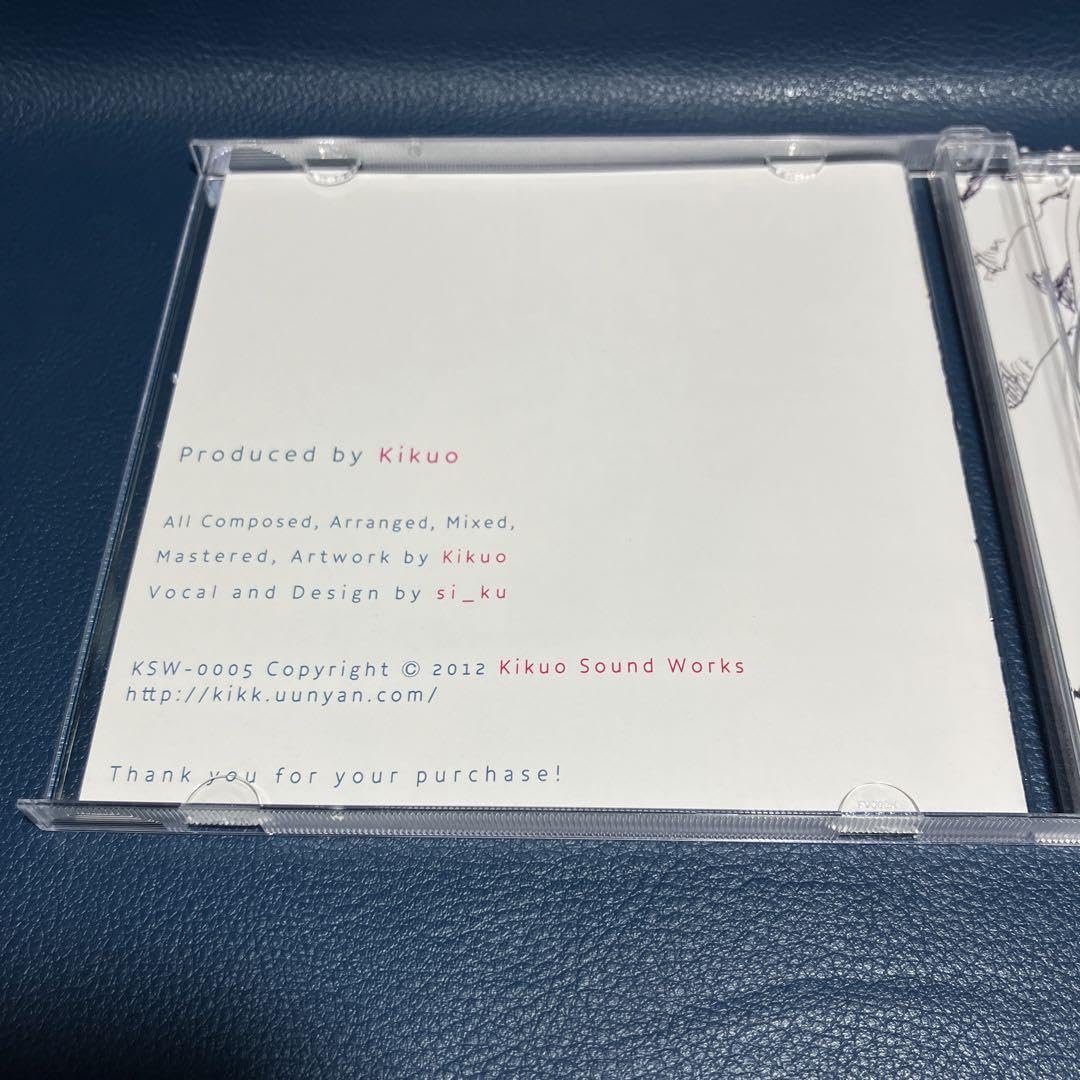 Produced by Kikuo
All Composed, Arranged, Mixed,
Mastered, Artwork by Kikuo
Vocal and Design by si_ku
KSW-0005 Copyright © 2012 Kikuo Sound Works
http://kikk.uunyan.com/
Thank you for your purchase!